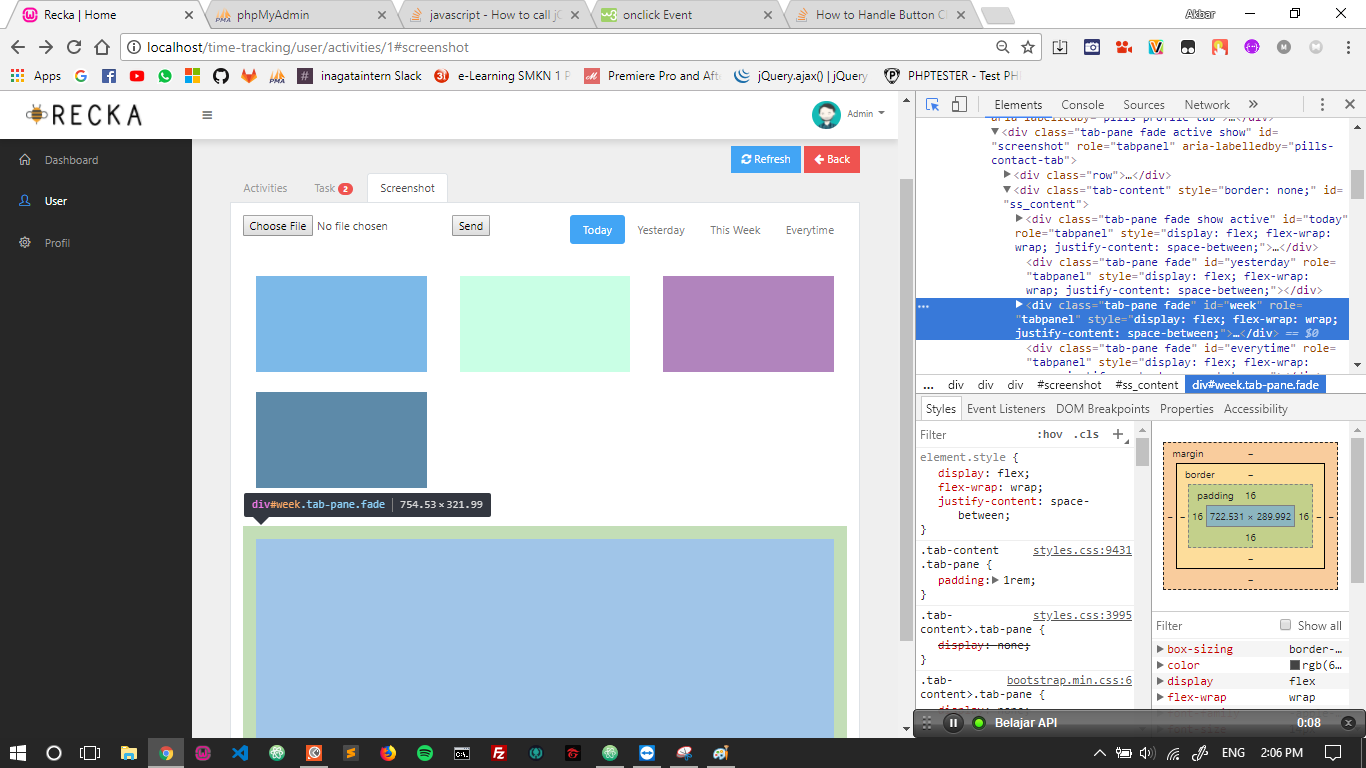 Recka | Home
phpMyAdmin
javascript - How to call jC
onclick Event
How to Handle Button C
Akbar
localhost/time-tracking/user/activities/1#screenshot
Apps
inagataintern Slack
e-Learning SMKN 1 P
Premiere Pro and Afte
jQuery.ajax() | jQuery
PHPTESTER - Test PH
RECKA
Admin
Dashboard
User
Profil
Refresh
Back
Activities
Task 2
Screenshot
Choose File No file chosen
Send
Today
Yesterday
This Week
Everytime
div#week.tab-pane.fade | 754.53 × 321.99
Elements
Console
Sources
Network
»
<div class="tab-pane fade active show" id=
"screenshot" role="tabpanel" aria-labelledby="pills-
contact-tab">
<div class="row">…</div>
<div class="tab-content" style="border: none;" id=
"ss_content">
<div class="tab-pane fade show active" id="today"
role="tabpanel" style="display: flex; flex-wrap:
wrap; justify-content: space-between;">…</div>
<div class="tab-pane fade" id="yesterday" role=
"tabpanel" style="display: flex; flex-wrap:
wrap; justify-content: space-between;"></div>
<div class="tab-pane fade" id="week" role=
"tabpanel" style="display: flex; flex-wrap: wrap;
justify-content: space-between;">…</div> == $0
<div class="tab-pane fade" id="everytime" role=
"tabpanel" style="display: flex; flex-wrap:
... div div div #screenshot #ss_content div#week.tab-pane.fade
Styles
Event Listeners
DOM Breakpoints
Properties
Accessibility
Filter
:hov .cls +
element.style {
display: flex;
flex-wrap: wrap;
justify-content: space-
between;
}
.tab-content styles.css:9431
.tab-pane {
padding: 1rem;
}
.tab- styles.css:3995
content>.tab-pane {
display: none;
}
.tab- bootstrap.min.css:6
content>.tab-pane {
margin –
border –
padding 16
– – 16 722.531 × 289.992 16 – –
16
–
–
Filter
Show all
box-sizing border-…
color rgb(6…
display flex
flex-wrap wrap
Belajar API
0:08
ENG
2:06 PM